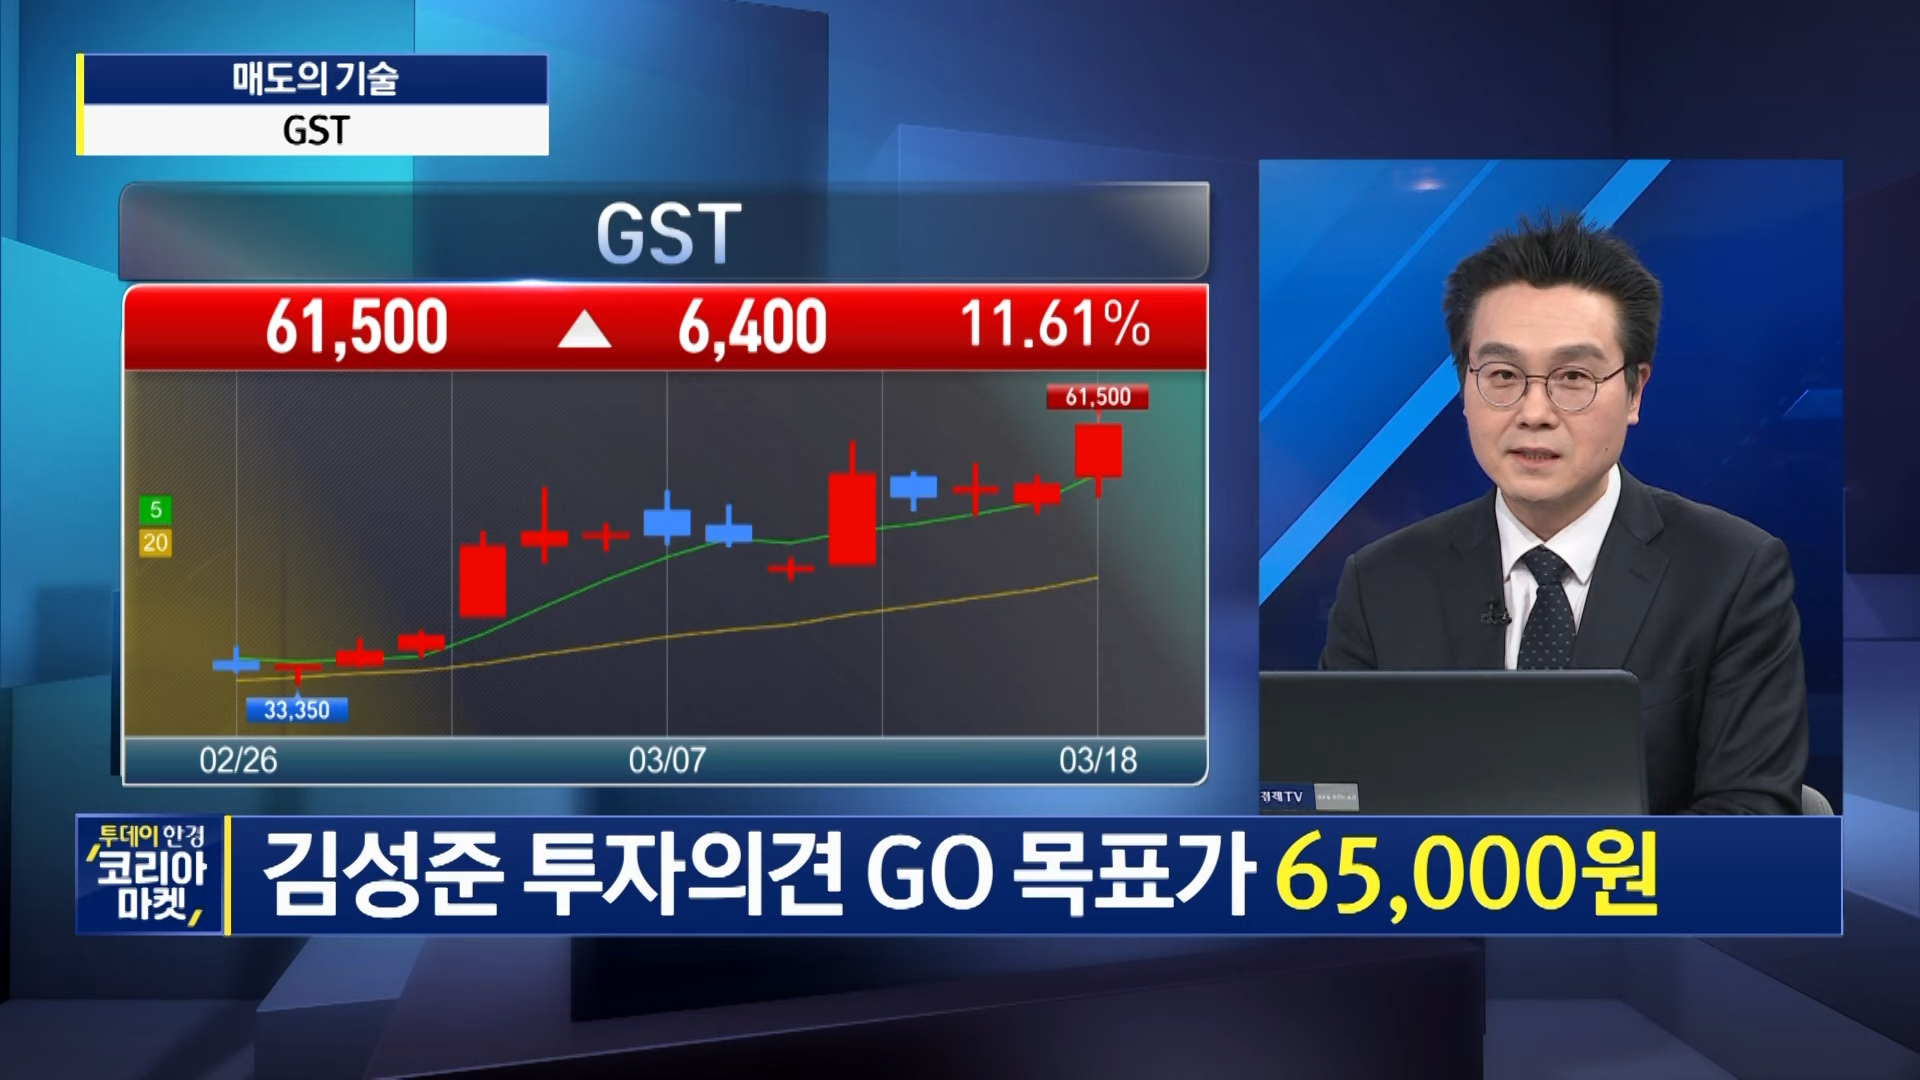 매도의 기술
GST
GST
61,500 ▲ 6,400 11.61%
61,500
5
20
33,350
02/26 03/07 03/18
경제TV
투데이 한경
코리아
마켓
김성준 투자의견 GO 목표가 65,000원